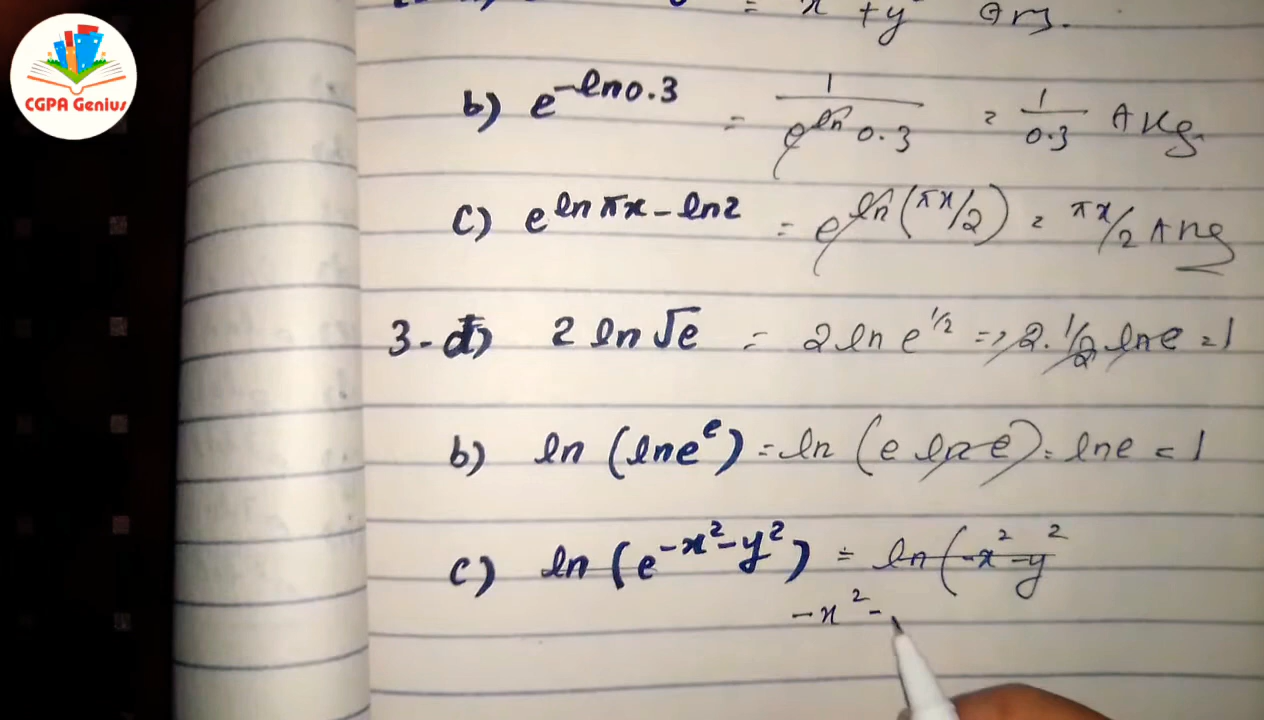 = x + y Ans.
CGPA Genius
b) e^{-ln 0.3} = 1/e^{ln 0.3} = 1/0.3 Ans.
c) e^{ln πx - ln 2} = e^{ln(πx/2)} = πx/2 Ans
3-a) 2 ln √e = 2 ln e^{1/2} => 2. 1/2 ln e = 1
b) ln (ln e^e) = ln (e ln e) = ln e = 1
c) ln (e^{-x²-y²}) = ln (-x² - y²
-x² -